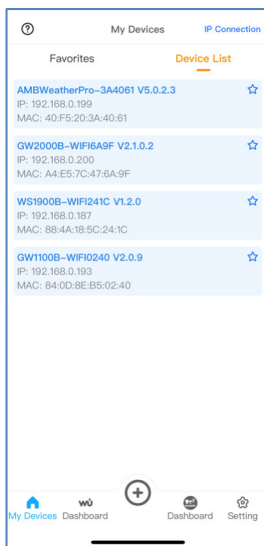 ?
My Devices
IP Connection
Favorites
Device List
AMBWeatherPro-3A4061 V5.0.2.3
IP: 192.168.0.199
MAC: 40:F5:20:3A:40:61
GW2000B-WIFI6A9F V2.1.0.2
IP: 192.168.0.200
MAC: A4:E5:7C:47:6A:9F
WS1900B-WIFI241C V1.2.0
IP: 192.168.0.187
MAC: 88:4A:18:5C:24:1C
GW1100B-WIFI0240 V2.0.9
IP: 192.168.0.193
MAC: 84:0D:8E:B5:02:40
wu
My Devices
Dashboard
Dashboard
Setting